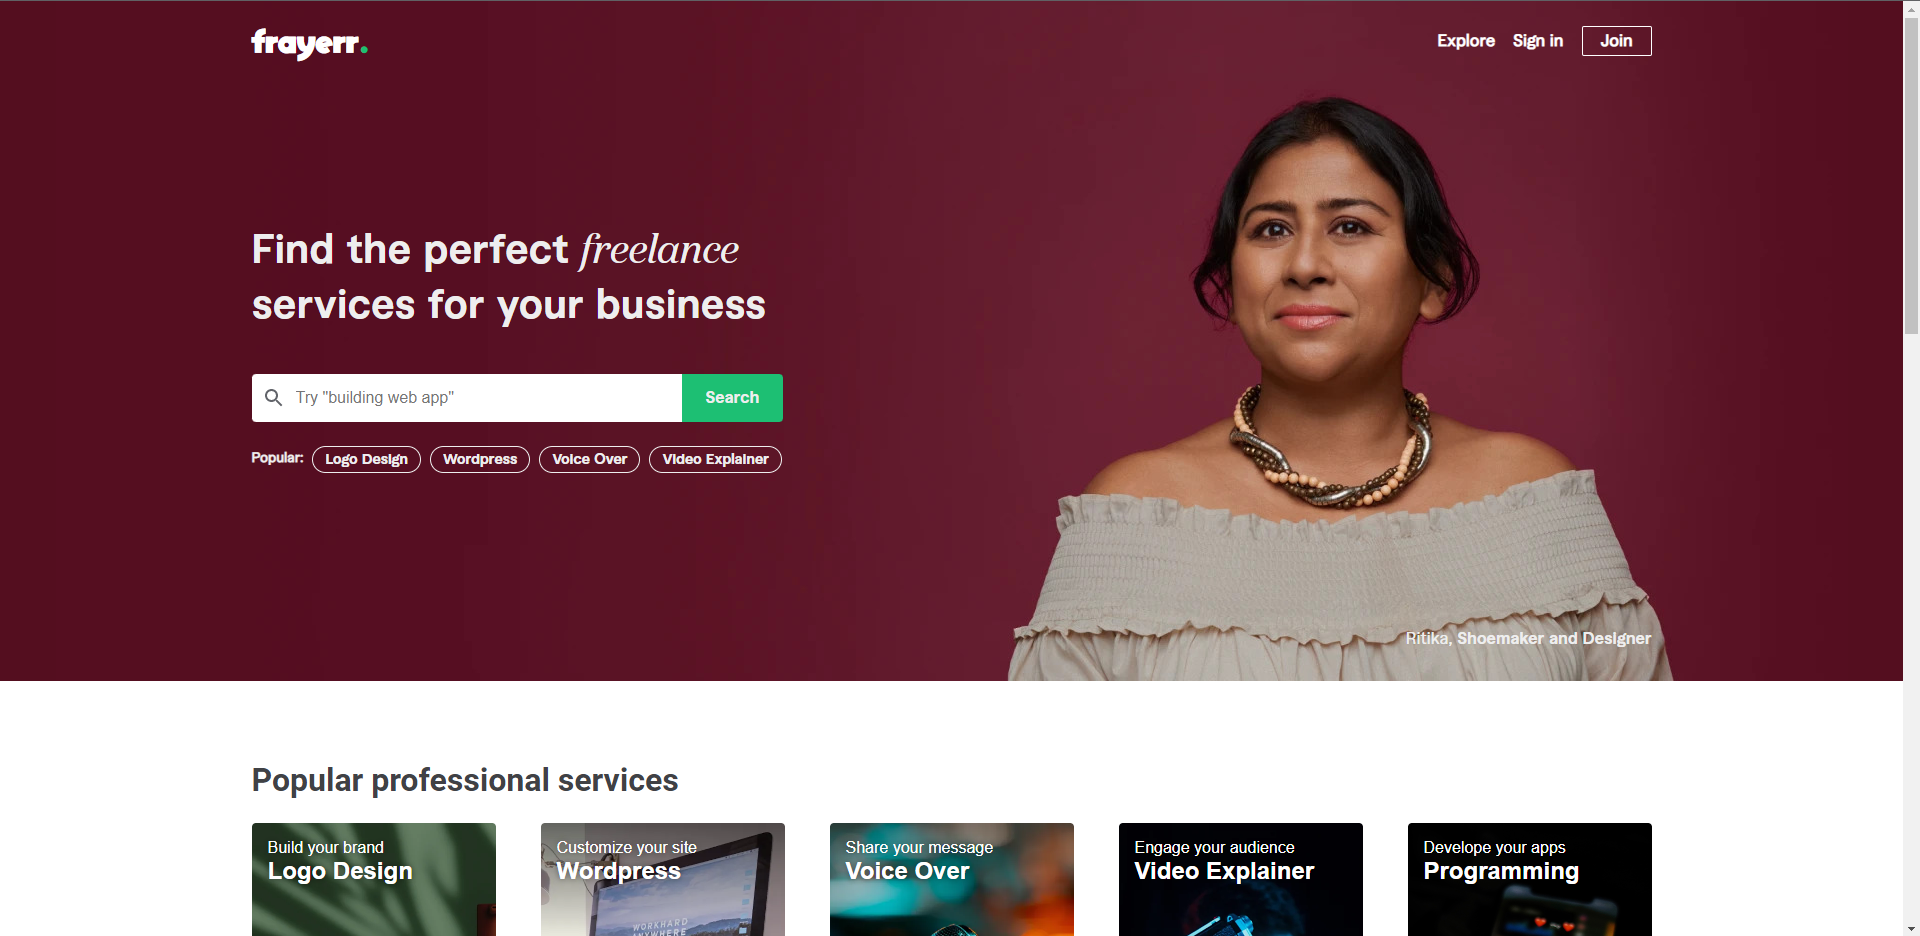 frayerr.
Explore
Sign in
Join
Find the perfect freelance
services for your business
Try "building web app"
Search
Popular:
Logo Design
Wordpress
Voice Over
Video Explainer
Ritika, Shoemaker and Designer
Popular professional services
Build your brand
Logo Design
Customize your site
Wordpress
WORKHARD
ANYWHERE
Share your message
Voice Over
Engage your audience
Video Explainer
Develope your apps
Programming